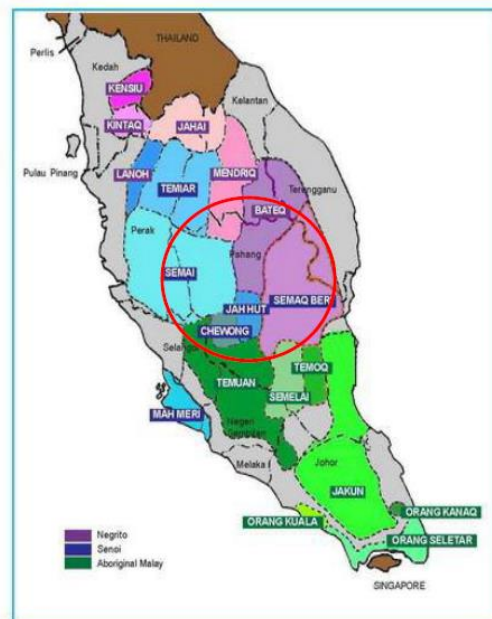 THAILAND
Perlis
Kedah
KENSIU
Kelantan
KINTAQ
JAHAI
Pulau Pinang
LANOH
MENDRIQ
TEMIAR
Terengganu
BATEQ
Perak
SEMAI
Pahang
SEMAQ BERI
JAH HUT
CHEWONG
Selangor
TEMOQ
TEMUAN
SEMELAI
MAH MERI
Negeri
Sembilan
Melaka
Johor
JAKUN
ORANG KANAQ
ORANG KUALA
ORANG SELETAR
Negrito
Senoi
Aboriginal Malay
SINGAPORE